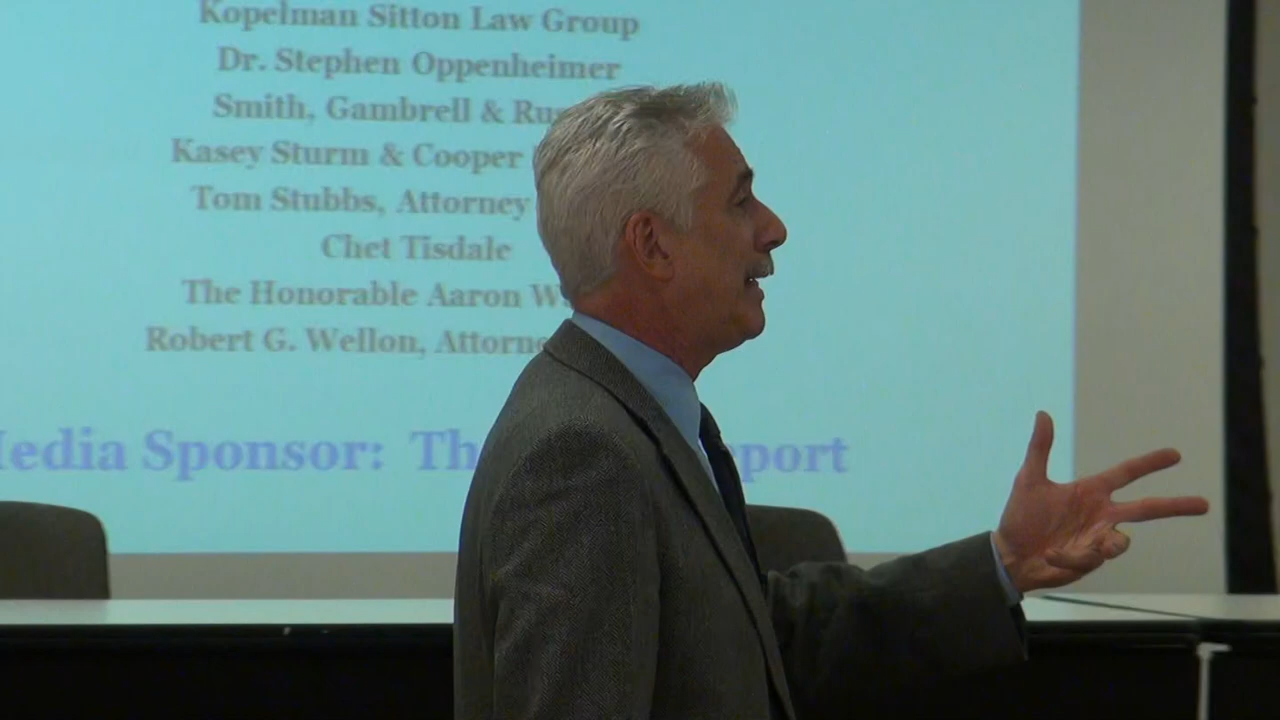 Kopelman Sitton Law Group
Dr. Stephen Oppenheimer
Smith, Gambrell &
Kasey Sturm & Cooper
Tom Stubbs, Attorney
Chet Tisdale
The Honorable Aaron
Robert G. Wellon,
Sponsor: